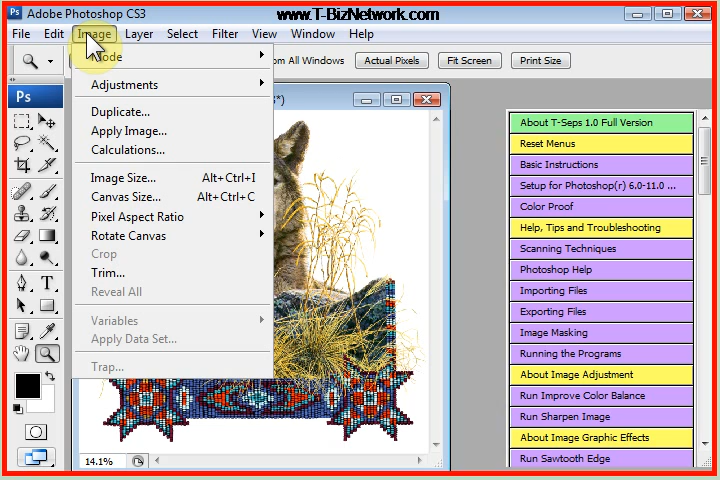 www.T-BizNetwork.com
Ps Adobe Photoshop CS3
File Edit Image Layer Select Filter View Window Help
Mode
om All Windows Actual Pixels Fit Screen Print Size
Ps
Adjustments
Duplicate...
Apply Image...
Calculations...
Image Size... Alt+Ctrl+I
Canvas Size... Alt+Ctrl+C
Pixel Aspect Ratio
Rotate Canvas
Crop
Trim...
Reveal All
Variables
Apply Data Set...
Trap...
14.1%
About T-Seps 1.0 Full Version
Reset Menus
Basic Instructions
Setup for Photoshop(r) 6.0-11.0 ...
Color Proof
Help, Tips and Troubleshooting
Scanning Techniques
Photoshop Help
Importing Files
Exporting Files
Image Masking
Running the Programs
About Image Adjustment
Run Improve Color Balance
Run Sharpen Image
About Image Graphic Effects
Run Sawtooth Edge